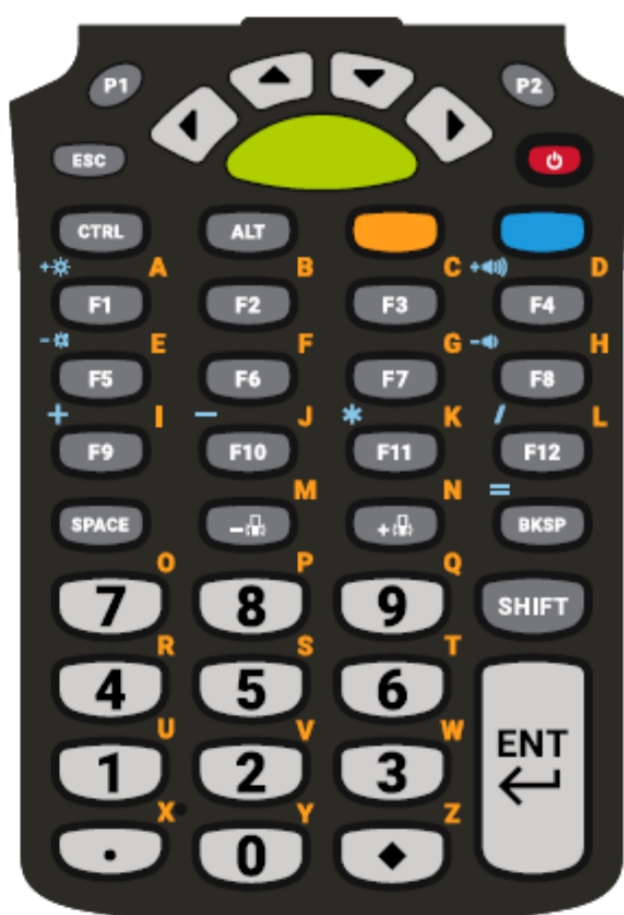 P1 P2
ESC
CTRL ALT
A B C D
F1 F2 F3 F4
E F G H
F5 F6 F7 F8
+ I − J * K / L
F9 F10 F11 F12
M N =
SPACE − + BKSP
O P Q
7 8 9 SHIFT
R S T
4 5 6
U V W
1 2 3 ENT
X Y Z
. 0